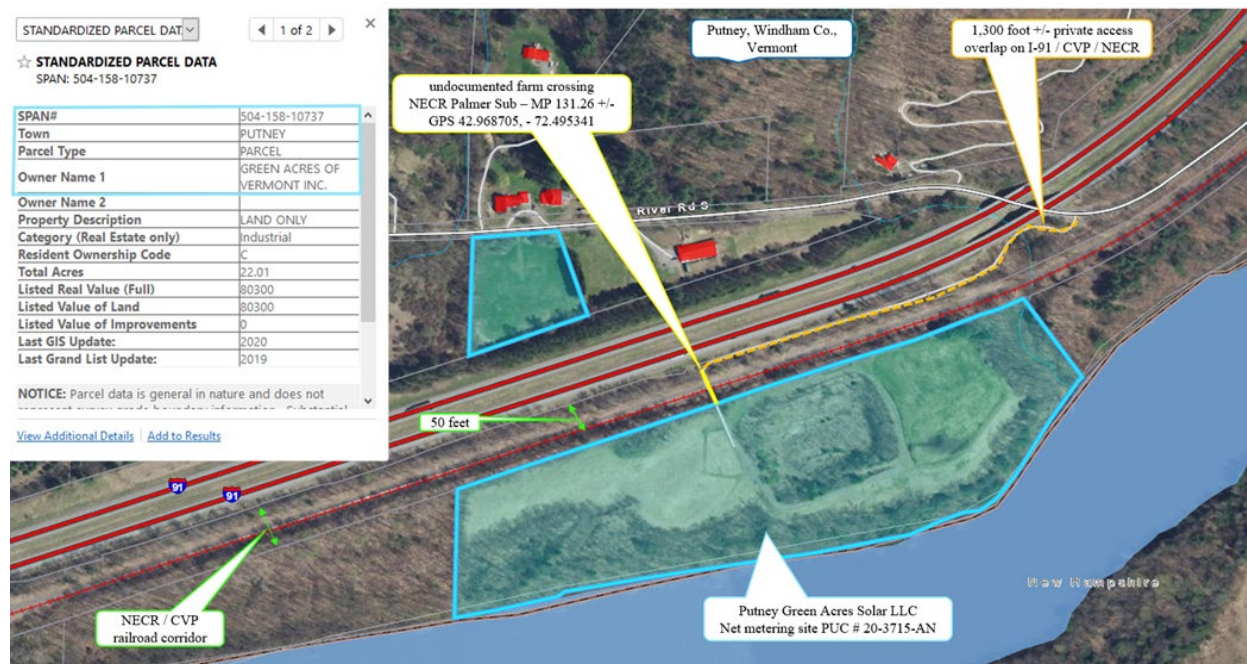 STANDARDIZED PARCEL DAT
1 of 2
STANDARDIZED PARCEL DATA
SPAN: 504-158-10737
SPAN# 504-158-10737
Town PUTNEY
Parcel Type PARCEL
Owner Name 1 GREEN ACRES OF
VERMONT INC.
Owner Name 2
Property Description LAND ONLY
Category (Real Estate only) Industrial
Resident Ownership Code C
Total Acres 22.01
Listed Real Value (Full) 80300
Listed Value of Land 80300
Listed Value of Improvements 0
Last GIS Update: 2020
Last Grand List Update: 2019
NOTICE: Parcel data is general in nature and does not
represent survey grade boundary information. Substantial
View Additional Details
Add to Results
undocumented farm crossing
NECR Palmer Sub – MP 131.26 +/-
GPS 42.968705, - 72.495341
Putney, Windham Co.,
Vermont
1,300 foot +/- private access
overlap on I-91 / CVP / NECR
River Rd S
50 feet
91
91
NECR / CVP
railroad corridor
Putney Green Acres Solar LLC
Net metering site PUC # 20-3715-AN
New Hampshire